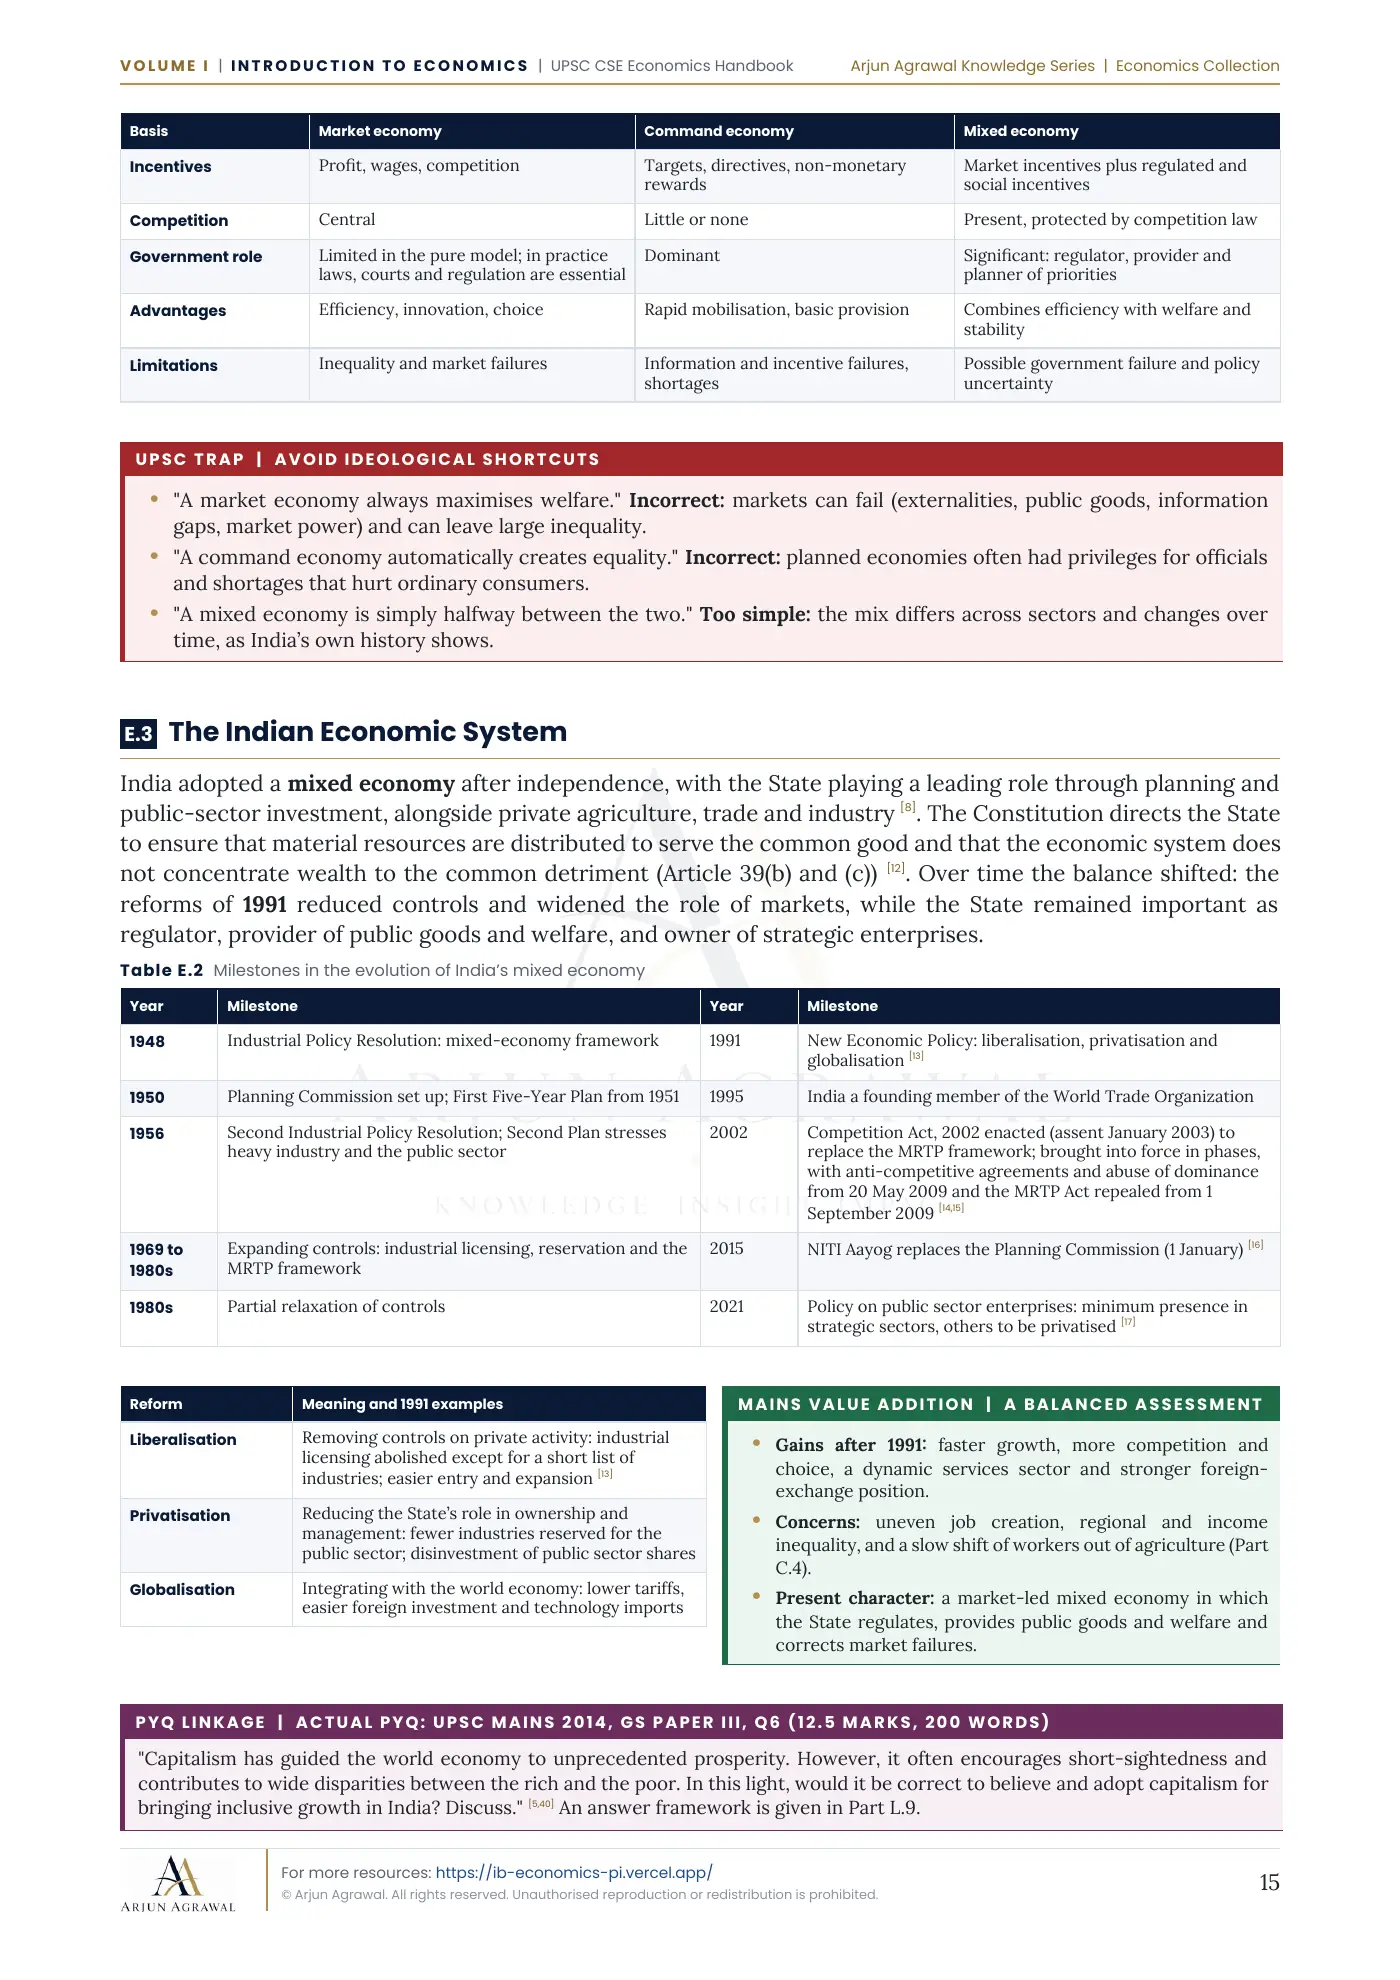 VOLUME I | INTRODUCTION TO ECONOMICS | UPSC CSE Economics Handbook Arjun Agrawal Knowledge Series | Economics Collection
Basis Market economy Command economy Mixed economy
Incentives Profit, wages, competition Targets, directives, non-monetary Market incentives plus regulated and
rewards social incentives
Competition Central Little or none Present, protected by competition law
Government role Limited in the pure model; in practice Dominant Significant: regulator, provider and
laws, courts and regulation are essential planner of priorities
Advantages Efficiency, innovation, choice Rapid mobilisation, basic provision Combines efficiency with welfare and
stability
Limitations Inequality and market failures Information and incentive failures, Possible government failure and policy
shortages uncertainty
UPSC TRAP | AVOID IDEOLOGICAL SHORTCUTS
• "A market economy always maximises welfare." Incorrect: markets can fail (externalities, public goods, information
gaps, market power) and can leave large inequality.
• "A command economy automatically creates equality." Incorrect: planned economies often had privileges for officials
and shortages that hurt ordinary consumers.
• "A mixed economy is simply halfway between the two." Too simple: the mix differs across sectors and changes over
time, as India's own history shows.
E.3 The Indian Economic System
India adopted a mixed economy after independence, with the State playing a leading role through planning and
public-sector investment, alongside private agriculture, trade and industry [8]. The Constitution directs the State
to ensure that material resources are distributed to serve the common good and that the economic system does
not concentrate wealth to the common detriment (Article 39(b) and (c)) [12]. Over time the balance shifted: the
reforms of 1991 reduced controls and widened the role of markets, while the State remained important as
regulator, provider of public goods and welfare, and owner of strategic enterprises.
Table E.2 Milestones in the evolution of India's mixed economy
Year Milestone Year Milestone
1948 Industrial Policy Resolution: mixed-economy framework 1991 New Economic Policy: liberalisation, privatisation and
globalisation [13]
1950 Planning Commission set up; First Five-Year Plan from 1951 1995 India a founding member of the World Trade Organization
1956 Second Industrial Policy Resolution; Second Plan stresses 2002 Competition Act, 2002 enacted (assent January 2003) to
heavy industry and the public sector replace the MRTP framework; brought into force in phases,
with anti-competitive agreements and abuse of dominance
from 20 May 2009 and the MRTP Act repealed from 1
September 2009 [14,15]
1969 to Expanding controls: industrial licensing, reservation and the 2015 NITI Aayog replaces the Planning Commission (1 January) [16]
1980s MRTP framework
1980s Partial relaxation of controls 2021 Policy on public sector enterprises: minimum presence in
strategic sectors, others to be privatised [17]
ARJUN AGRAWAL
KNOWLEDGE INSIGH
Reform Meaning and 1991 examples
Liberalisation Removing controls on private activity: industrial
licensing abolished except for a short list of
industries; easier entry and expansion [13]
Privatisation Reducing the State's role in ownership and
management: fewer industries reserved for the
public sector; disinvestment of public sector shares
Globalisation Integrating with the world economy: lower tariffs,
easier foreign investment and technology imports
MAINS VALUE ADDITION | A BALANCED ASSESSMENT
• Gains after 1991: faster growth, more competition and
choice, a dynamic services sector and stronger foreign-
exchange position.
• Concerns: uneven job creation, regional and income
inequality, and a slow shift of workers out of agriculture (Part
C.4).
• Present character: a market-led mixed economy in which
the State regulates, provides public goods and welfare and
corrects market failures.
PYQ LINKAGE | ACTUAL PYQ: UPSC MAINS 2014, GS PAPER III, Q6 (12.5 MARKS, 200 WORDS)
"Capitalism has guided the world economy to unprecedented prosperity. However, it often encourages short-sightedness and
contributes to wide disparities between the rich and the poor. In this light, would it be correct to believe and adopt capitalism for
bringing inclusive growth in India? Discuss." [5,40] An answer framework is given in Part L.9.
ARJUN AGRAWAL
For more resources: https://ib-economics-pi.vercel.app/
© Arjun Agrawal. All rights reserved. Unauthorised reproduction or redistribution is prohibited.
15